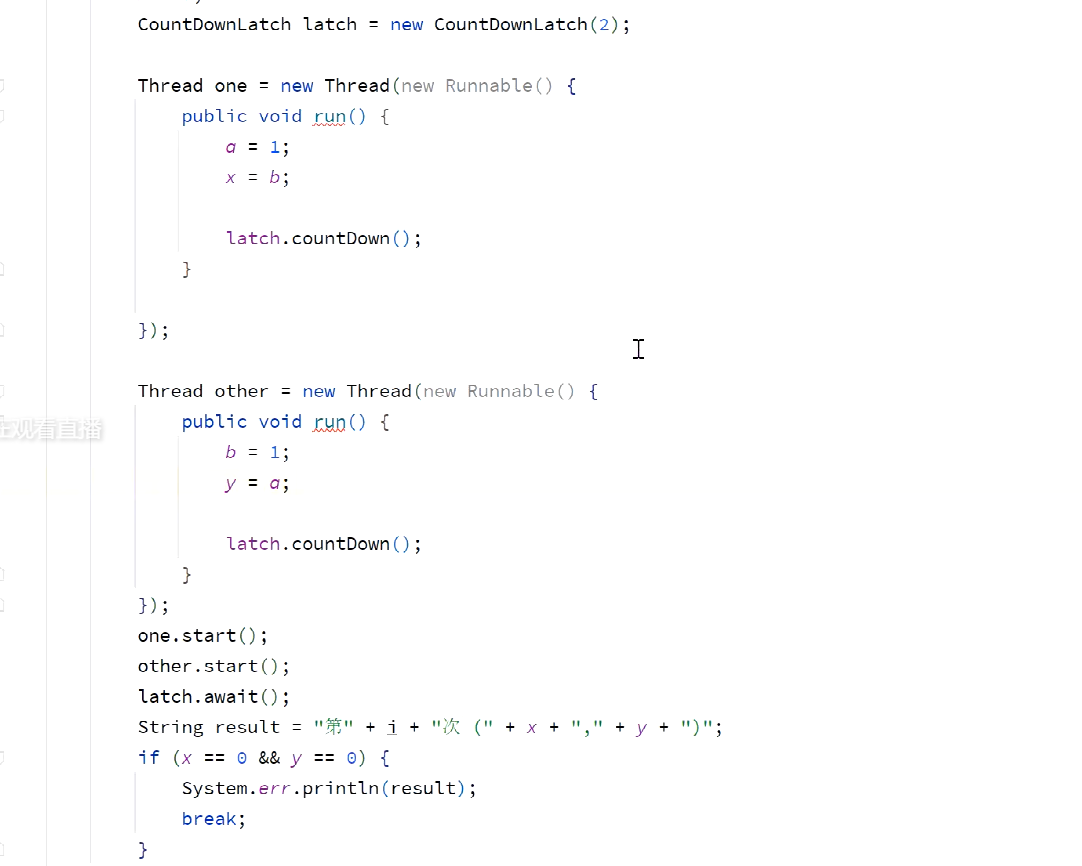 CountDownLatch latch = new CountDownLatch(2);
Thread one = new Thread(new Runnable() {
public void run() {
a = 1;
x = b;
latch.countDown();
}
});
Thread other = new Thread(new Runnable() {
public void run() {
b = 1;
y = a;
latch.countDown();
}
});
one.start();
other.start();
latch.await();
String result = "第" + i + "次 (" + x + "," + y + ")";
if (x == 0 && y == 0) {
System.err.println(result);
break;
}
观看直播